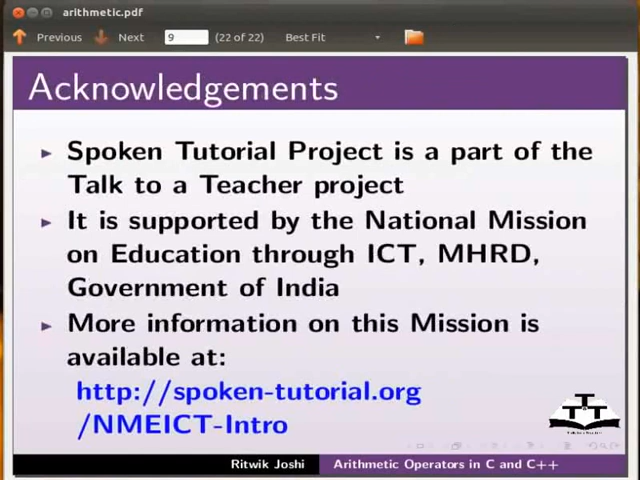 arithmetic.pdf
Previous Next 9 (22 of 22) Best Fit
Acknowledgements
Spoken Tutorial Project is a part of the
Talk to a Teacher project
It is supported by the National Mission
on Education through ICT, MHRD,
Government of India
More information on this Mission is
available at:
http://spoken-tutorial.org
/NMEICT-Intro
Ritwik Joshi Arithmetic Operators in C and C++